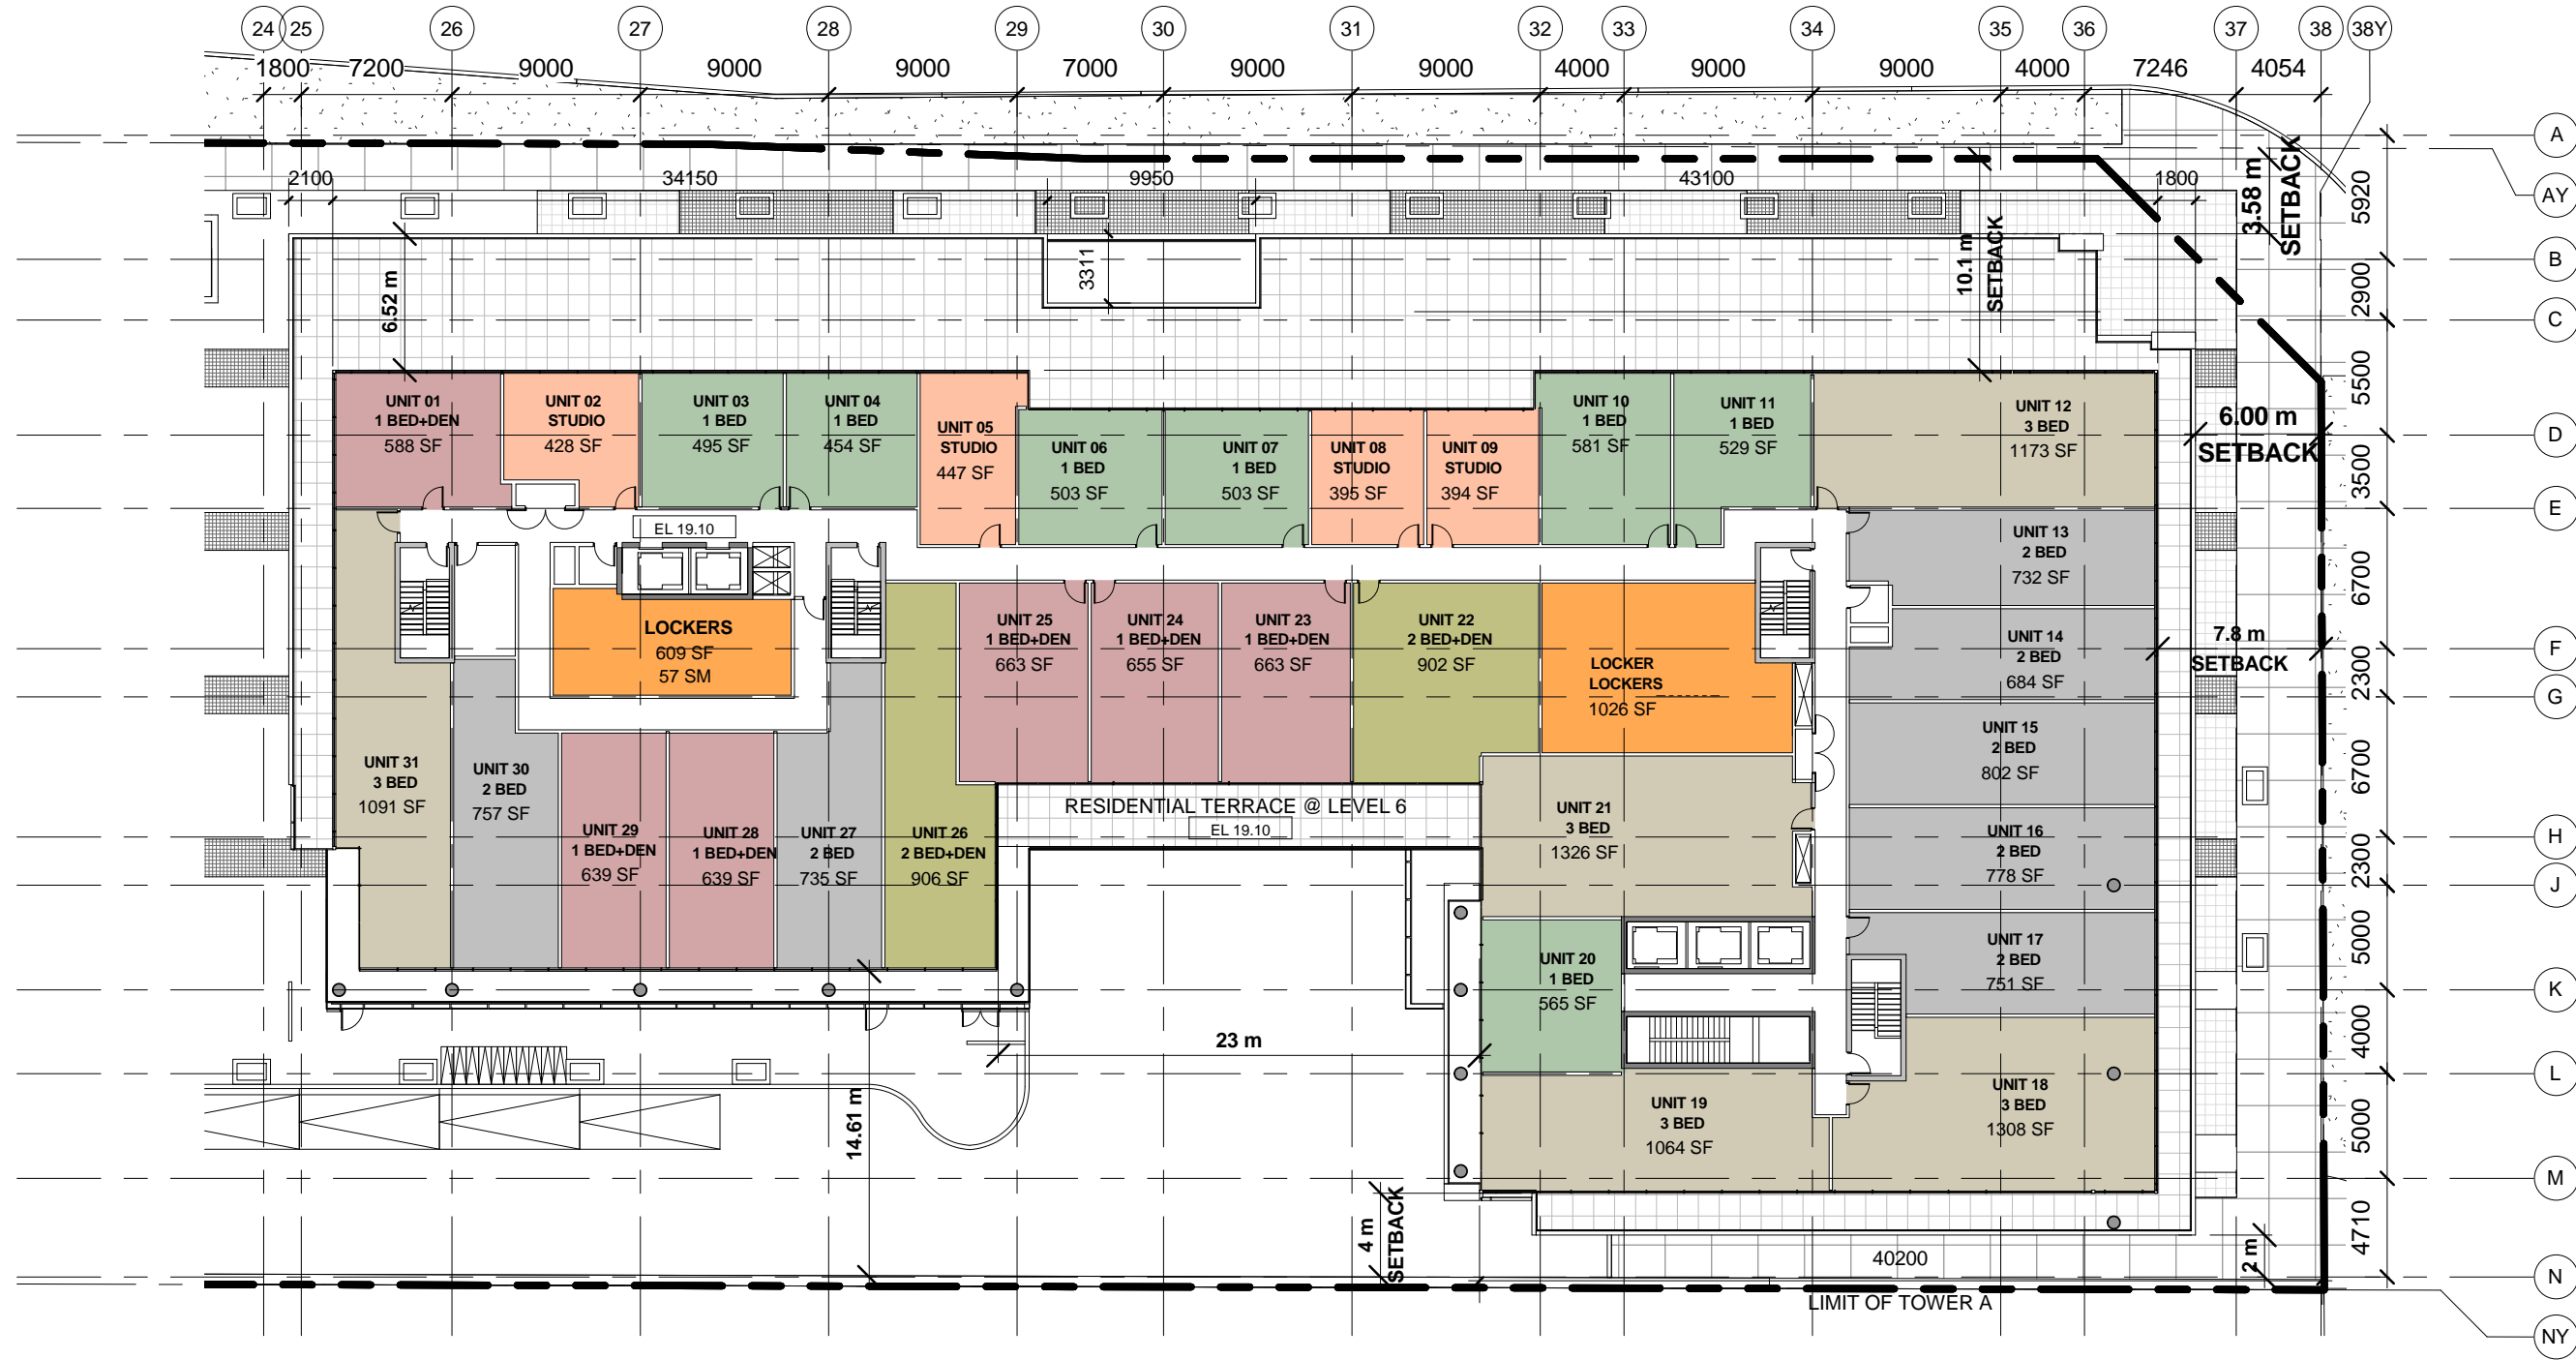 24 25 26 27 28 29 30 31 32 33 34 35 36 37 38 38Y
1800 7200 9000 9000 9000 7000 9000 9000 4000 9000 9000 4000 7246 4054
A
AY
B
C
D
E
F
G
H
J
K
L
M
N
NY
5920
2900
5500
3500
6700
2300
6700
2300
5000
4000
5000
4710
2100 34150 9950 43100 1800
3.58 m
SETBACK
10.1 m
SETBACK
6.52 m
3311
6.00 m
SETBACK
7.8 m
SETBACK
UNIT 01
1 BED+DEN
588 SF
UNIT 02
STUDIO
428 SF
UNIT 03
1 BED
495 SF
UNIT 04
1 BED
454 SF
UNIT 05
STUDIO
447 SF
UNIT 06
1 BED
503 SF
UNIT 07
1 BED
503 SF
UNIT 08
STUDIO
395 SF
UNIT 09
STUDIO
394 SF
UNIT 10
1 BED
581 SF
UNIT 11
1 BED
529 SF
UNIT 12
3 BED
1173 SF
UNIT 13
2 BED
732 SF
UNIT 14
2 BED
684 SF
UNIT 15
2 BED
802 SF
UNIT 16
2 BED
778 SF
UNIT 17
2 BED
751 SF
UNIT 18
3 BED
1308 SF
UNIT 19
3 BED
1064 SF
UNIT 20
1 BED
565 SF
UNIT 21
3 BED
1326 SF
LOCKER
LOCKERS
1026 SF
UNIT 22
2 BED+DEN
902 SF
UNIT 23
1 BED+DEN
663 SF
UNIT 24
1 BED+DEN
655 SF
UNIT 25
1 BED+DEN
663 SF
UNIT 26
2 BED+DEN
906 SF
UNIT 27
2 BED
735 SF
UNIT 28
1 BED+DEN
639 SF
UNIT 29
1 BED+DEN
639 SF
UNIT 30
2 BED
757 SF
UNIT 31
3 BED
1091 SF
EL 19.10
LOCKERS
609 SF
57 SM
RESIDENTIAL TERRACE @ LEVEL 6
EL 19.10
23 m
14.61 m
4 m
SETBACK
40200
2 m
LIMIT OF TOWER A